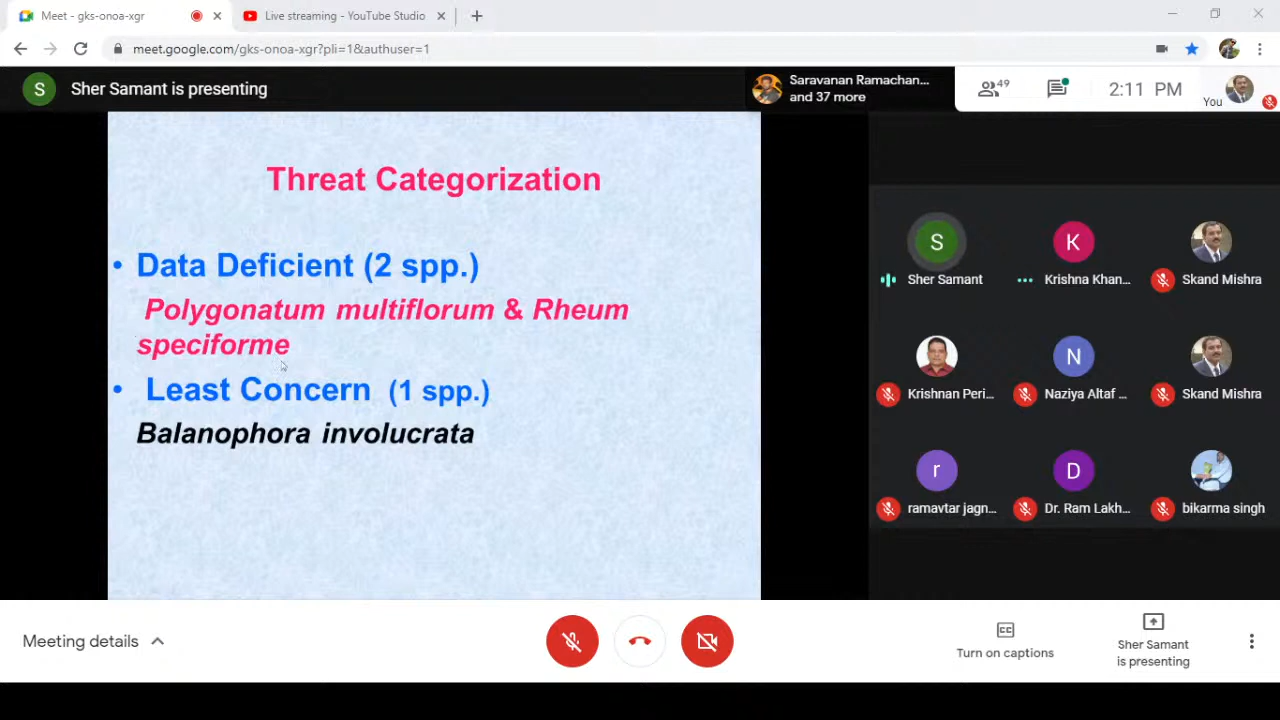 Meet - gks-onoa-xgr
Live streaming - YouTube Studio
meet.google.com/gks-onoa-xgr?pli=1&authuser=1
S
Sher Samant is presenting
Saravanan Ramachan...
and 37 more
49
2:11 PM
You
Threat Categorization
• Data Deficient (2 spp.)
Polygonatum multiflorum & Rheum
speciforme
• Least Concern (1 spp.)
Balanophora involucrata
S
K
Sher Samant
Krishna Khan...
Skand Mishra
N
Krishnan Peri...
Naziya Altaf ...
Skand Mishra
r
D
ramavtar jagn...
Dr. Ram Lakh...
bikarma singh
Meeting details
CC
Turn on captions
Sher Samant
is presenting